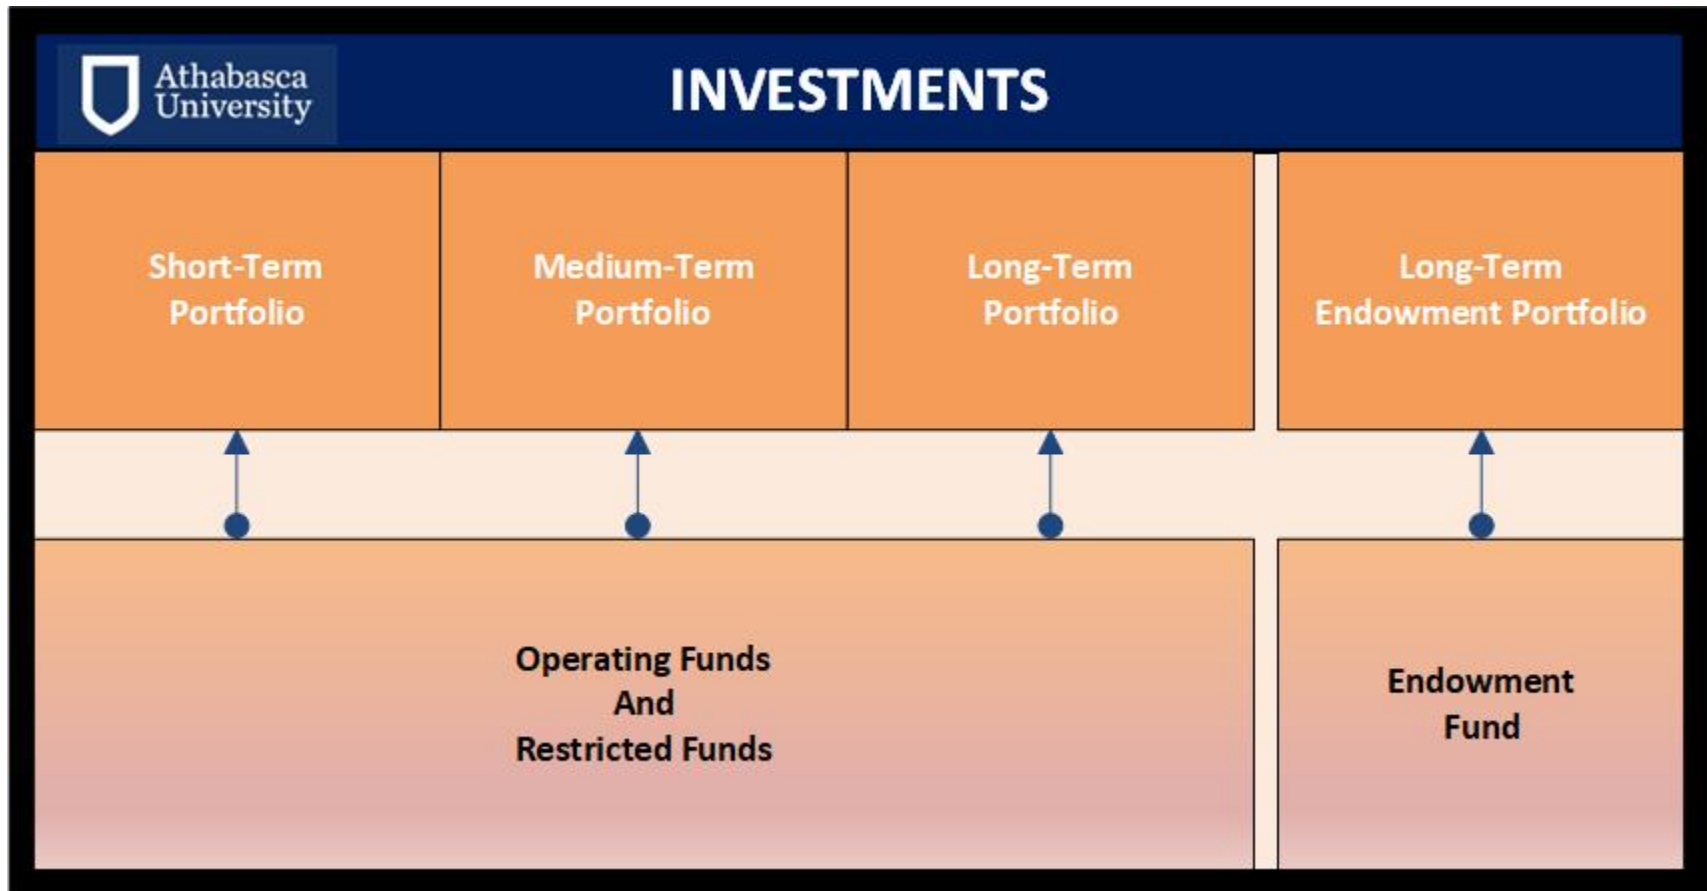 Athabasca
University
INVESTMENTS
Short-Term
Portfolio
Medium-Term
Portfolio
Long-Term
Portfolio
Long-Term
Endowment Portfolio
Operating Funds
And
Restricted Funds
Endowment
Fund